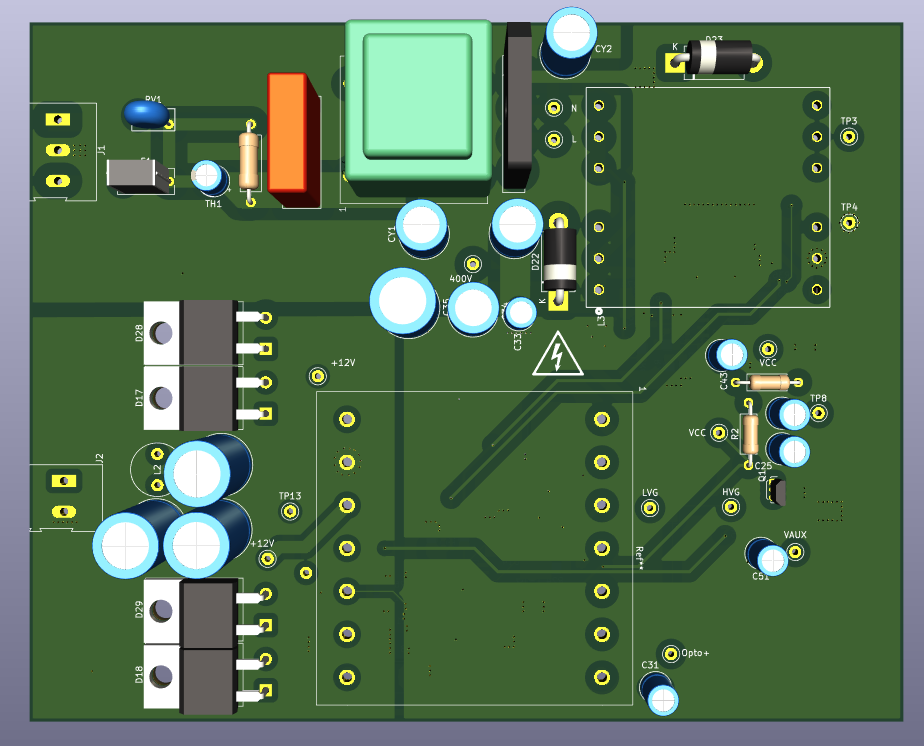 CY2
D23
K
RV1
N
L
TP3
J1
TH1
1
TP4
CY1
D22
400V
K
C35
C33
L3
D28
+12V
VCC
C43
D17
1
TP8
VCC
R2
J2
L2
C25
Q1
TP13
LVG
HVG
+12V
VAUX
Ref**
C51
D29
Opto+
C31
D18